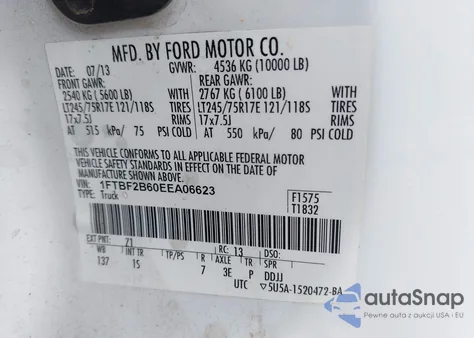 MFD. BY FORD MOTOR CO.
DATE: 07/13 GVWR: 4536 KG (10000 LB)
FRONT GAWR: REAR GAWR:
2540 KG (5600 LB) WITH 2767 KG (6100 LB) WITH
LT245/75R17E 121/118S TIRES LT245/75R17E 121/118S TIRES
17x7.5J RIMS 17x7.5J RIMS
AT 515 kPa/ 75 PSI COLD AT 550 kPa/ 80 PSI COLD
THIS VEHICLE CONFORMS TO ALL APPLICABLE FEDERAL MOTOR
VEHICLE SAFETY STANDARDS IN EFFECT ON THE DATE OF
MANUFACTURE SHOWN ABOVE.
1FTBF2B60EEA06623
TYPE: Truck
F1575
T1832
EXT PNT: Z1 RC: 13 DSO:
WB INT TR TP/PS R AXLE TR SPR
137 1S 7 3E P DDJJ
UTC ▽5U5A-1520472-BA
autoSnap
Pewne auta z USA i Europy